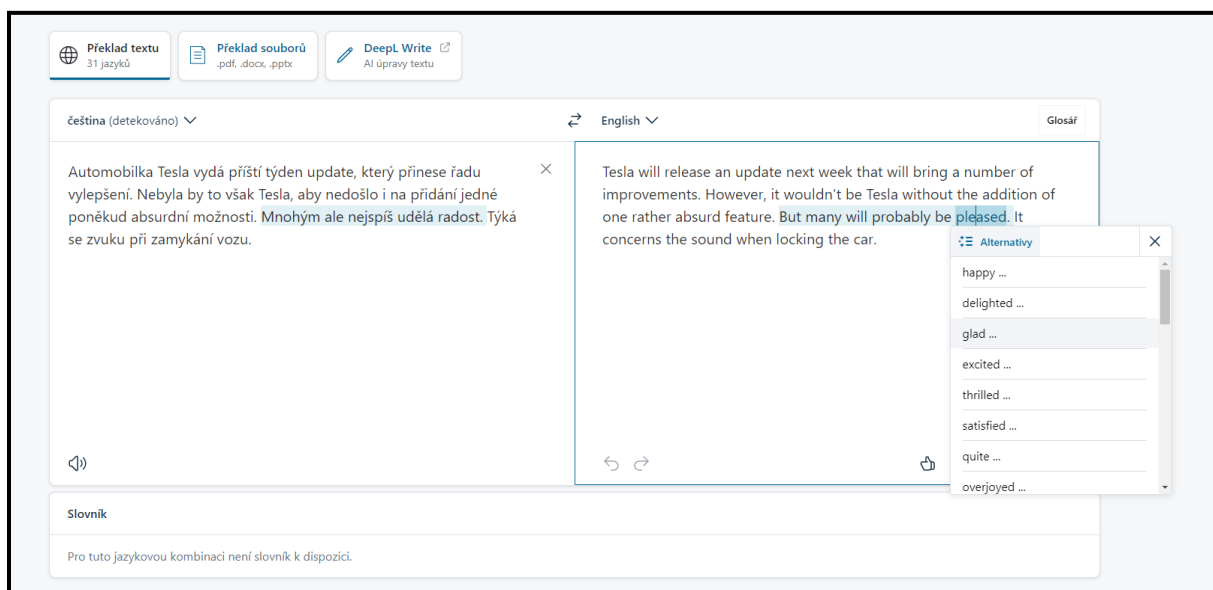 Překlad textu
31 jazyků
Překlad souborů
.pdf, .docx, .pptx
DeepL Write
AI úpravy textu
čeština (detekováno)
English
Glosář
Automobilka Tesla vydá příští týden update, který přinese řadu
vylepšení. Nebyla by to však Tesla, aby nedošlo i na přidání jedné
poněkud absurdní možnosti. Mnohým ale nejspíš udělá radost. Týká
se zvuku při zamykání vozu.
Tesla will release an update next week that will bring a number of
improvements. However, it wouldn't be Tesla without the addition of
one rather absurd feature. But many will probably be pleased. It
concerns the sound when locking the car.
Alternativy
happy ...
delighted ...
glad ...
excited ...
thrilled ...
satisfied ...
quite ...
overjoyed ...
Slovník
Pro tuto jazykovou kombinaci není slovník k dispozici.